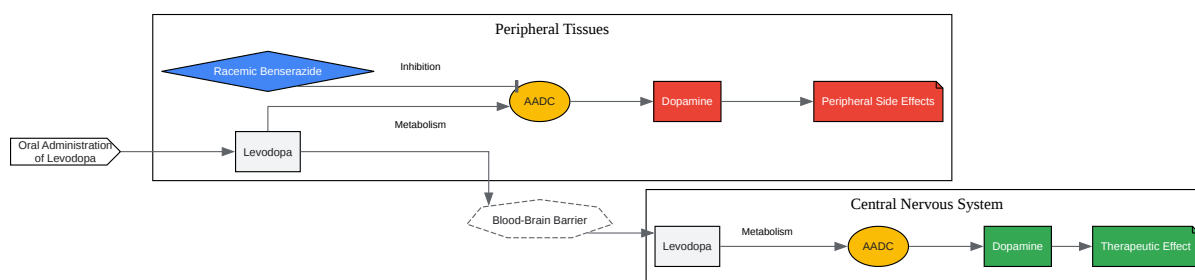 Peripheral Tissues
Racemic Benserazide
Inhibition
AADC
Dopamine
Peripheral Side Effects
Metabolism
Oral Administration
of Levodopa
Levodopa
Blood-Brain Barrier
Central Nervous System
Levodopa
Metabolism
AADC
Dopamine
Therapeutic Effect